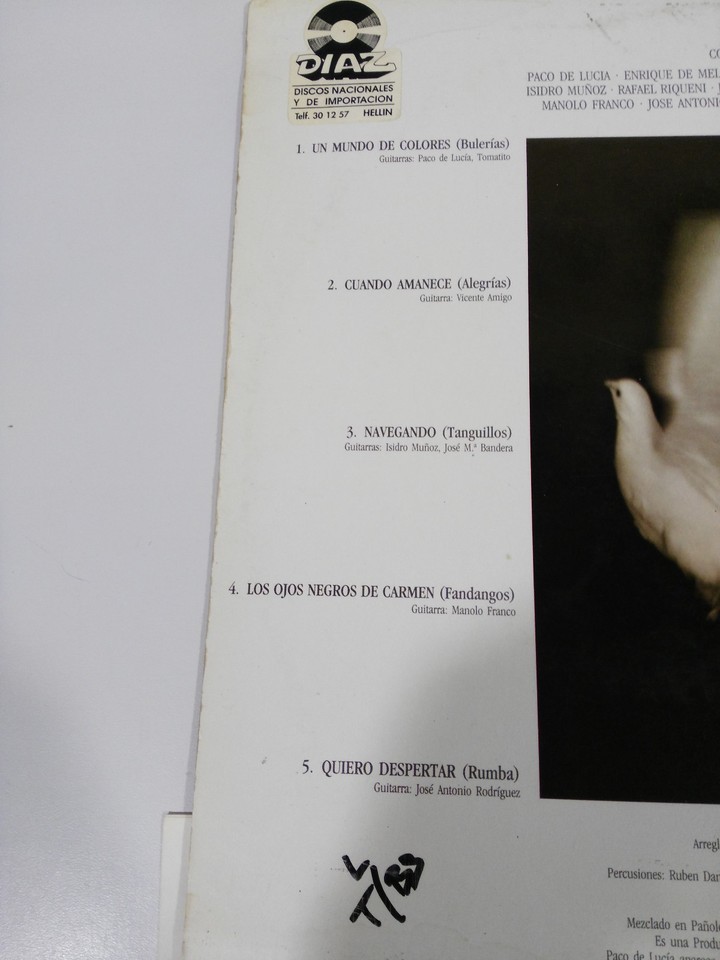 DIAZ
DISCOS NACIONALES
Y DE IMPORTACION
Telf. 30 12 57 HELLIN
CO
PACO DE LUCIA · ENRIQUE DE MEL
ISIDRO MUÑOZ · RAFAEL RIQUENI ·
MANOLO FRANCO · JOSE ANTONIO
1. UN MUNDO DE COLORES (Bulerías)
Guitarras: Paco de Lucía, Tomatito
2. CUANDO AMANECE (Alegrías)
Guitarra: Vicente Amigo
3. NAVEGANDO (Tanguillos)
Guitarras: Isidro Muñoz, José M.ª Bandera
4. LOS OJOS NEGROS DE CARMEN (Fandangos)
Guitarra: Manolo Franco
5. QUIERO DESPERTAR (Rumba)
Guitarra: José Antonio Rodríguez
Arregl
Percusiones: Ruben Dan
Mezclado en Pañol
Es una Produ
Paco de Lucía aparece